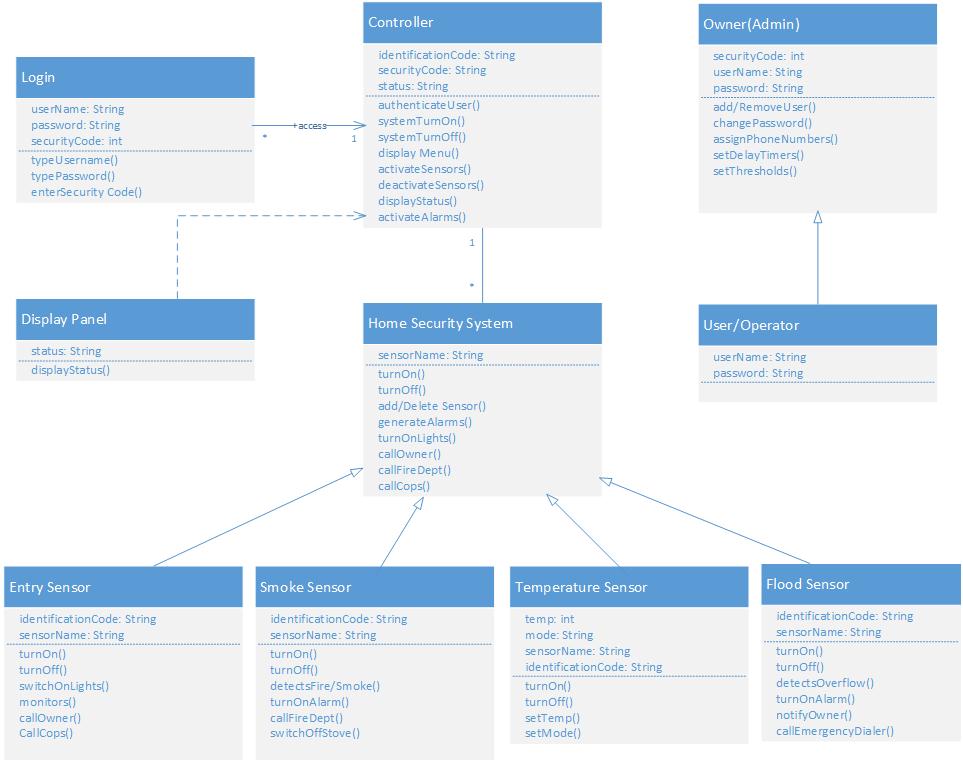 Controller
identificationCode: String
securityCode: String
status: String
authenticateUser()
systemTurnOn()
systemTurnOff()
display Menu()
activateSensors()
deactivateSensors()
displayStatus()
activateAlarms()
Owner(Admin)
securityCode: int
userName: Sting
password: String
add/RemoveUser()
changePassword()
assignPhoneNumbers()
setDelayTimers()
setThresholds()
Login
userName: String
password: String
securityCode: int
typeUsername()
typePassword()
enterSecurity Code()
+access
*
1
1
*
Display Panel
status: String
displayStatus()
Home Security System
sensorName: String
turnOn()
turnOff()
add/Delete Sensor()
generateAlarms()
turnOnLights()
callOwner()
callFireDept()
callCops()
User/Operator
userName: String
password: String
Entry Sensor
identificationCode: String
sensorName: String
turnOn()
turnOff()
switchOnLights()
monitors()
callOwner()
CallCops()
Smoke Sensor
identificationCode: String
sensorName: String
turnOn()
turnOff()
detectsFire/Smoke()
turnOnAlarm()
callFireDept()
switchOffStove()
Temperature Sensor
temp: int
mode: String
sensorName: String
identificationCode: String
turnOn()
turnOff()
setTemp()
setMode()
Flood Sensor
identificationCode: String
sensorName: String
turnOn()
turnOff()
detectsOverflow()
turnOnAlarm()
notifyOwner()
callEmergencyDialer()